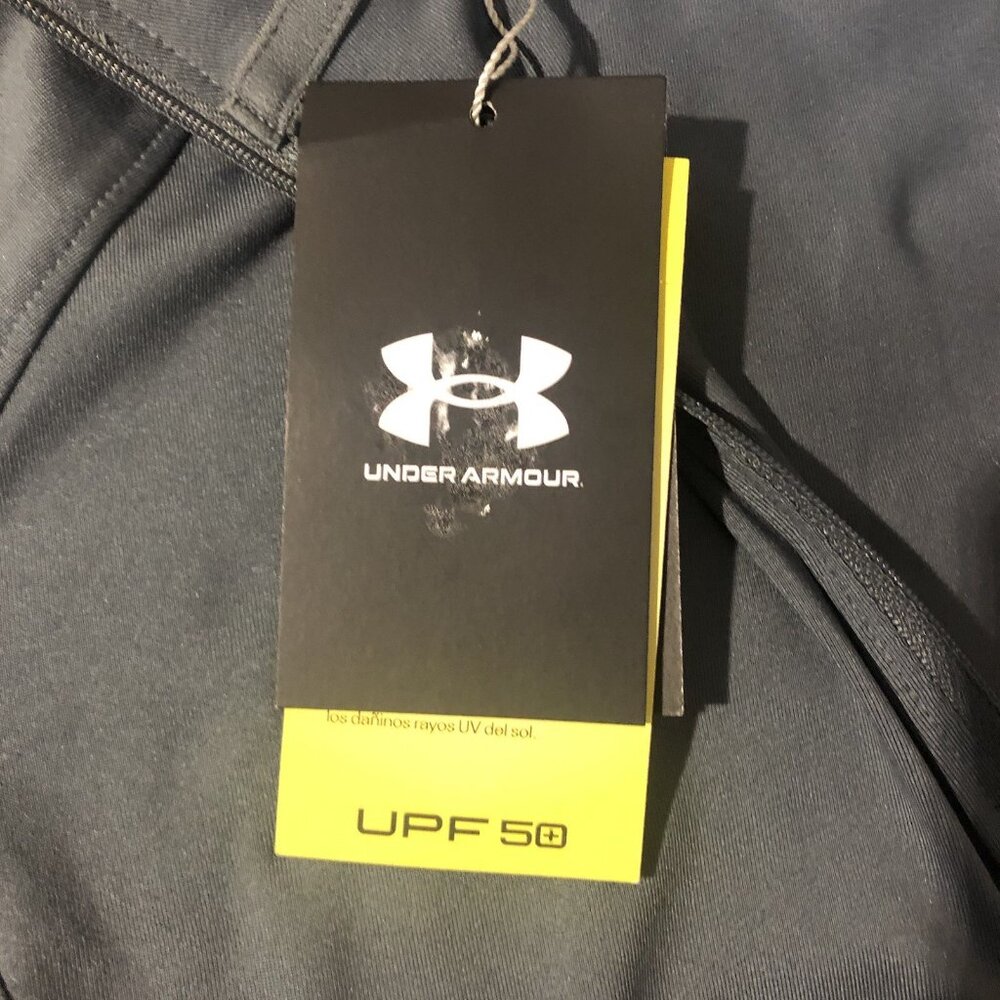 UNDER ARMOUR.
los dañinos rayos UV del sol.
UPF 50+